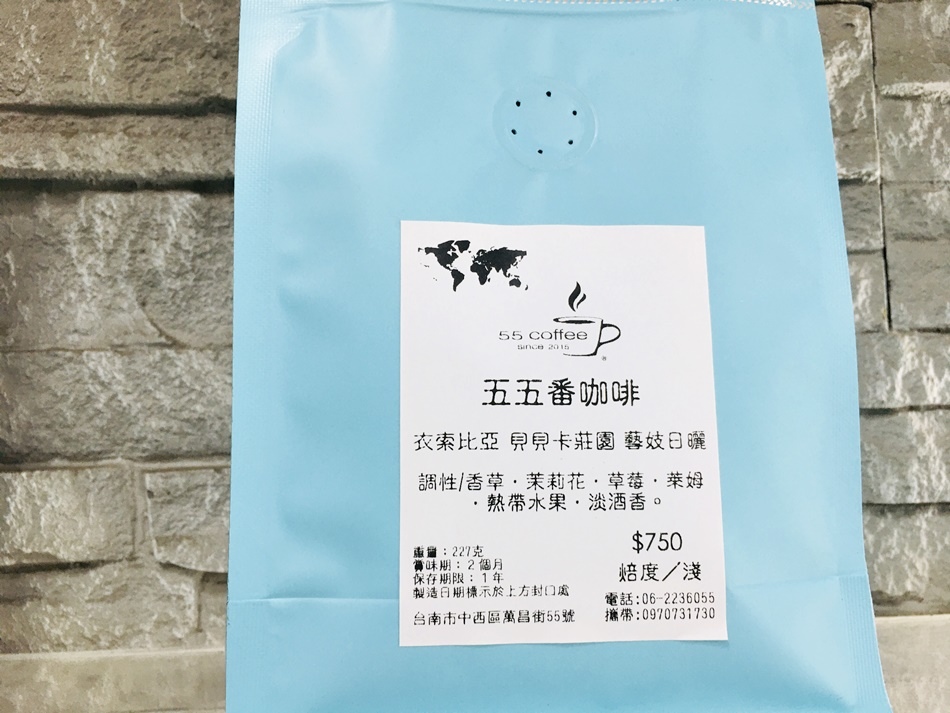 55 coffee
since 2016
五五番咖啡
衣索比亞 貝貝卡莊園 藝妓日曬
調性/香草·茉莉花·草莓·萊姆
·熱帶水果·淡酒香。
$750
焙度／淺
重量：227克
賞味期：2個月
保存期限：1年
製造日期標示於上方封口處
台南市中西區萬昌街55號
電話:06-2236055
攜帶:0970731730